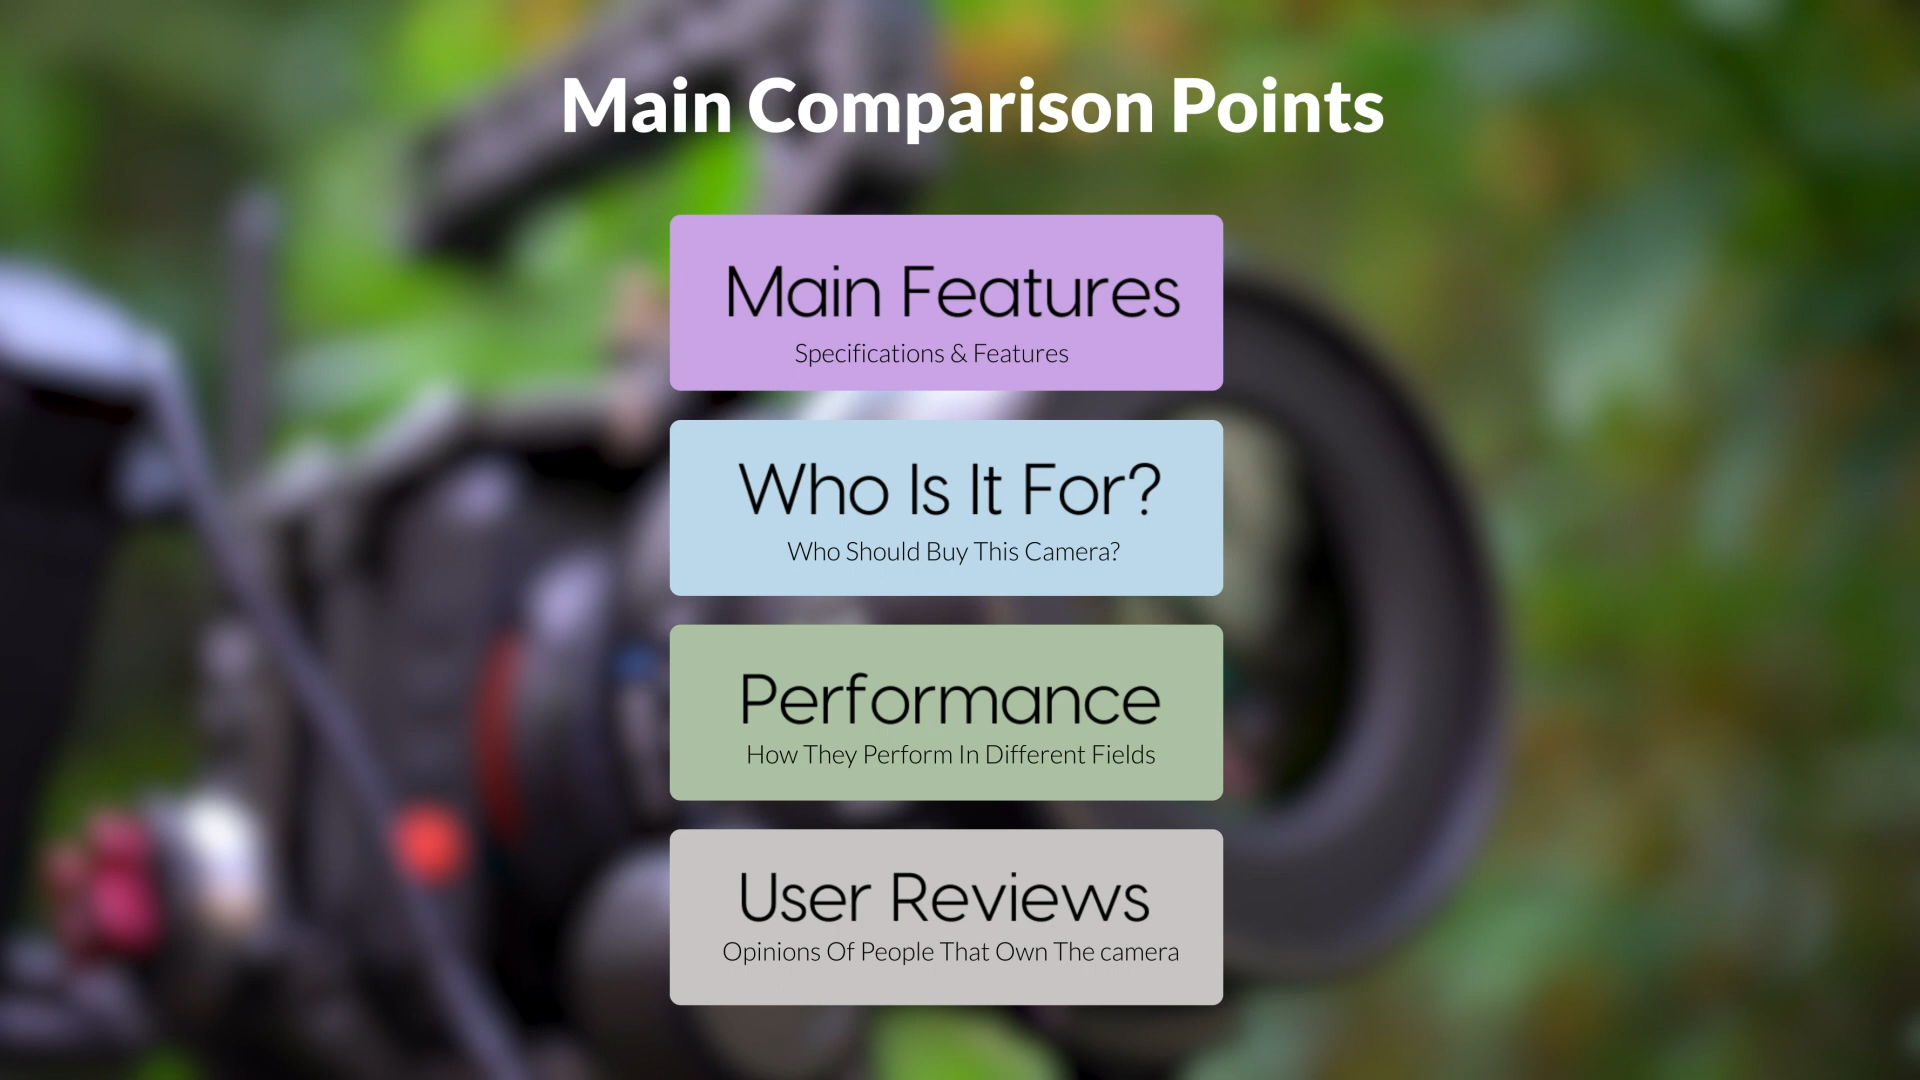 Main Comparison Points
Main Features
Specifications & Features
Who Is It For?
Who Should Buy This Camera?
Performance
How They Perform In Different Fields
User Reviews
Opinions Of People That Own The camera